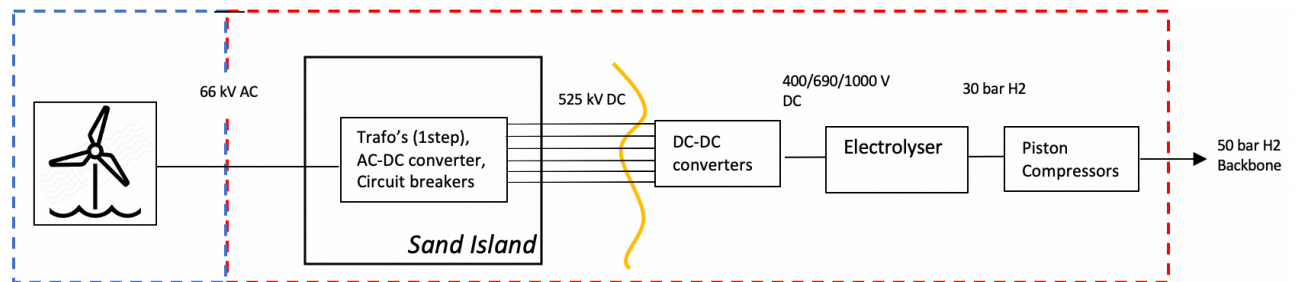 66 kV AC
Trafo's (1step),
AC-DC converter,
Circuit breakers
Sand Island
525 kV DC
DC-DC
converters
400/690/1000 V
DC
Electrolyser
30 bar H2
Piston
Compressors
50 bar H2
Backbone